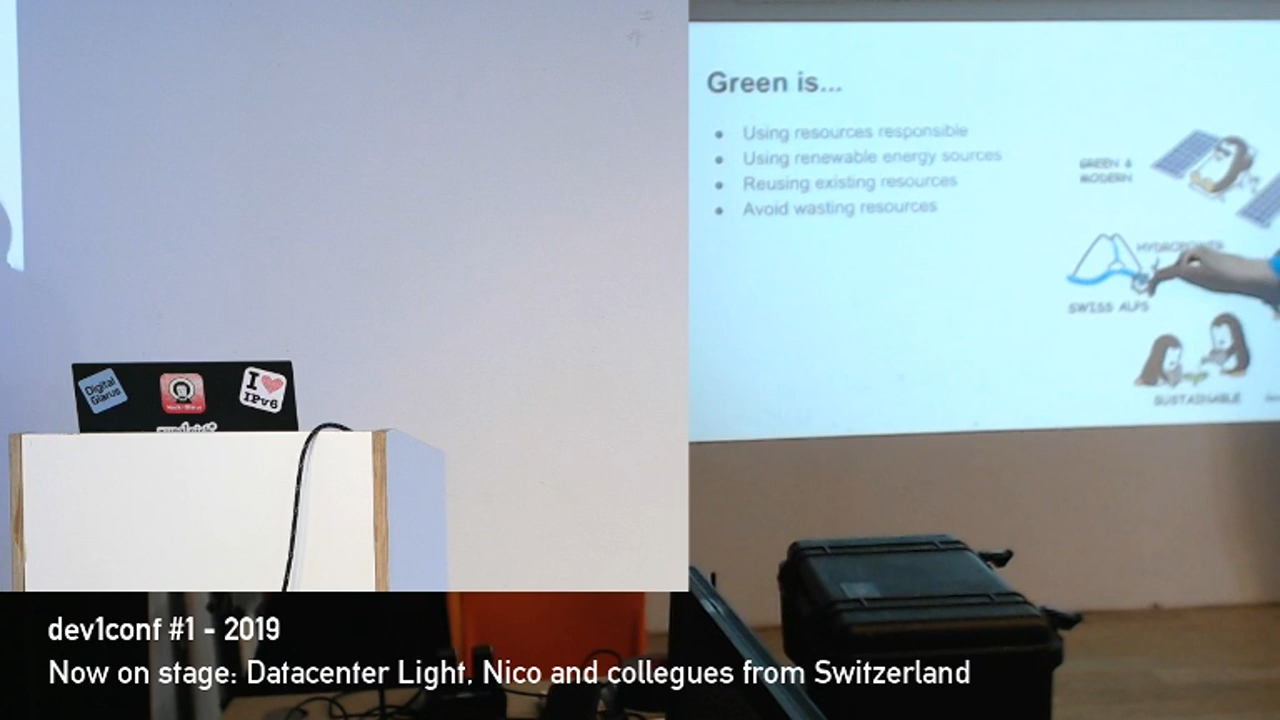 Green is...
Using resources responsible
Using renewable energy sources
Reusing existing resources
Avoid wasting resources
GREEN &
MODERN
HYDROPOWER
SWISS ALPS
SUSTAINABLE
Digital
Glarus
I ❤
IPv6
dev1conf #1 - 2019
Now on stage: Datacenter Light, Nico and collegues from Switzerland